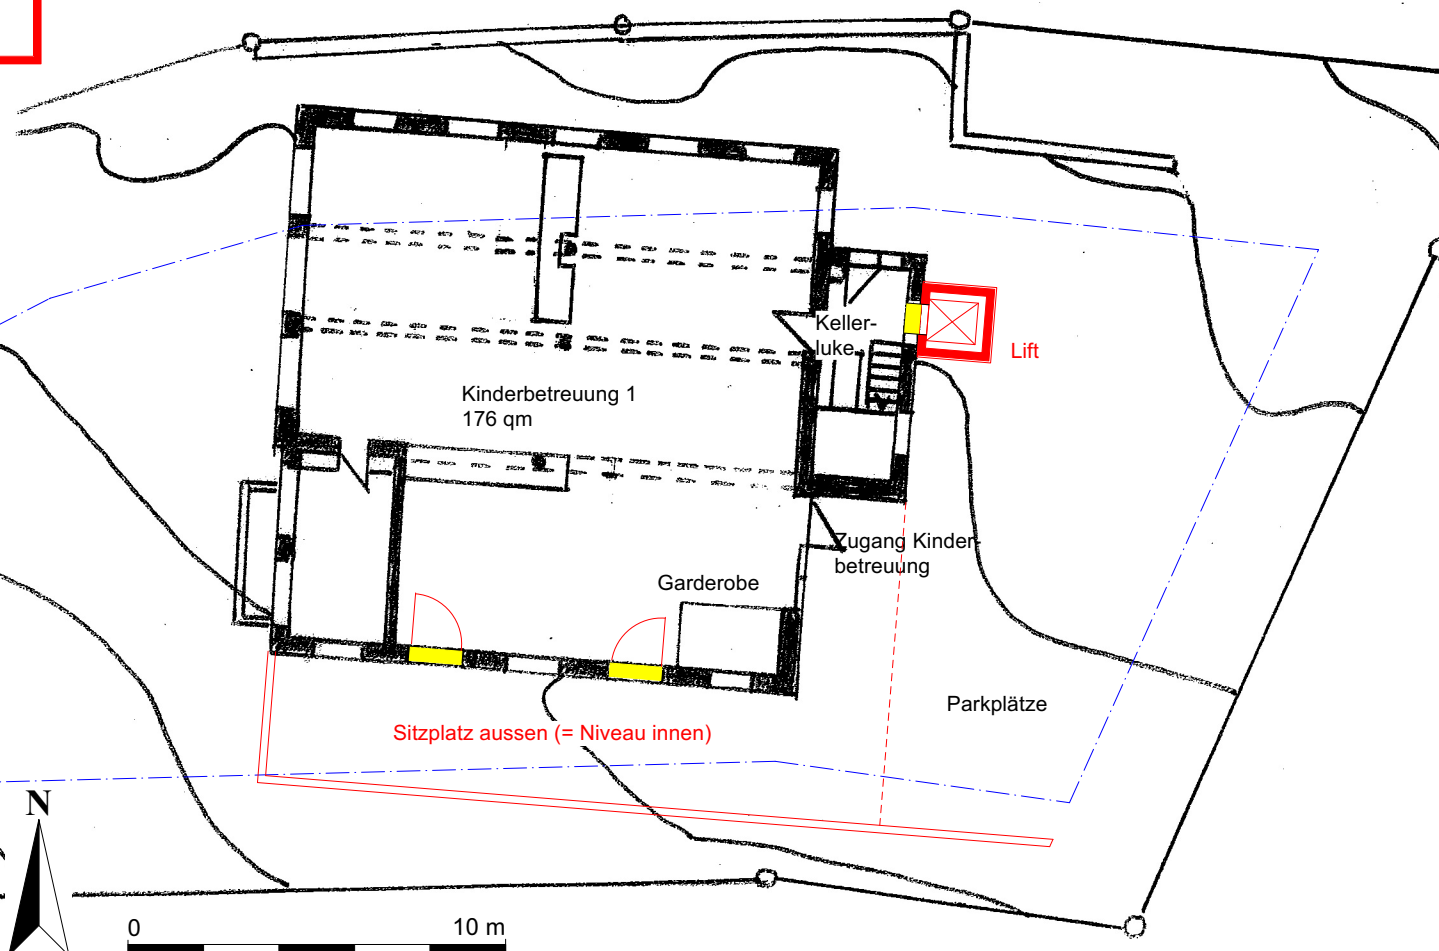 Keller-
luke
Lift
Kinderbetreuung 1
176 qm
Zugang Kinder-
betreuung
Garderobe
Parkplätze
Sitzplatz aussen (= Niveau innen)
N
0 10 m